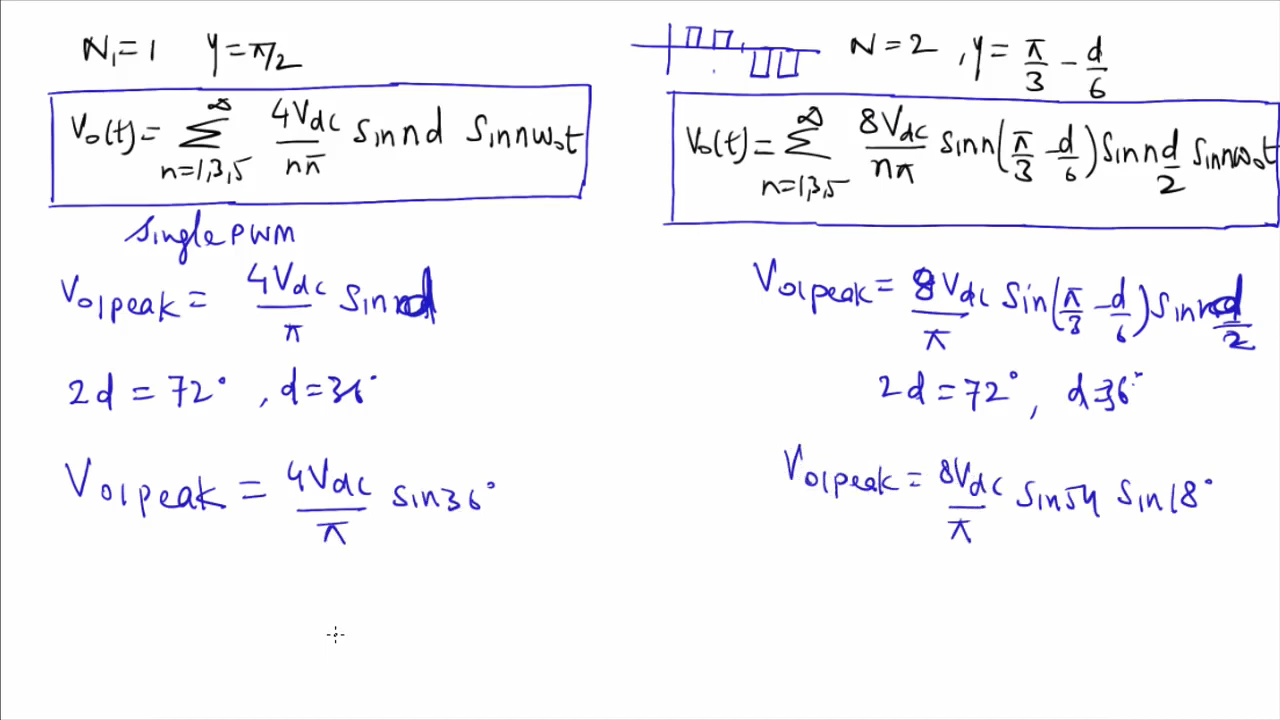 N₁ = 1  γ = π/2
V₀(t) = Σ n=1,3,5 ∞ 4Vdc/nπ sin nd sin nω₀t
single PWM
V₀₁peak = 4Vdc/π sin d
2d = 72°, d = 36°
V₀₁peak = 4Vdc/π sin 36°
N = 2, γ = π/3 − d/6
V₀(t) = Σ n=1,3,5 ∞ 8Vdc/nπ sin n(π/3 − d/6) sin nd/2 sin nω₀t
V₀₁peak = 8Vdc/π sin(π/3 − d/6) sin d/2
2d = 72°, d = 36°
V₀₁peak = 8Vdc/π sin 54 sin 18°